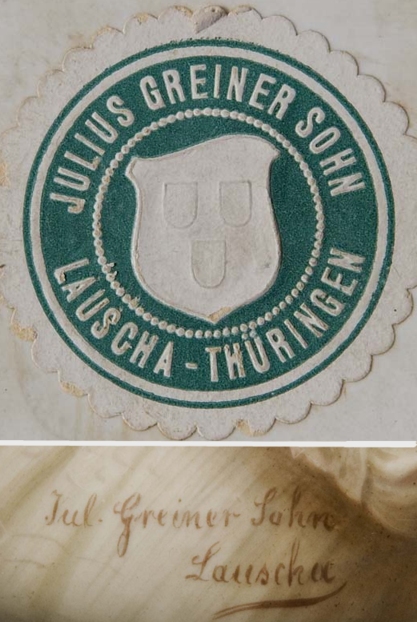 JULIUS GREINER SOHN
LAUSCHA - THÜRINGEN
Jul. Greiner Sohn
Lauscha